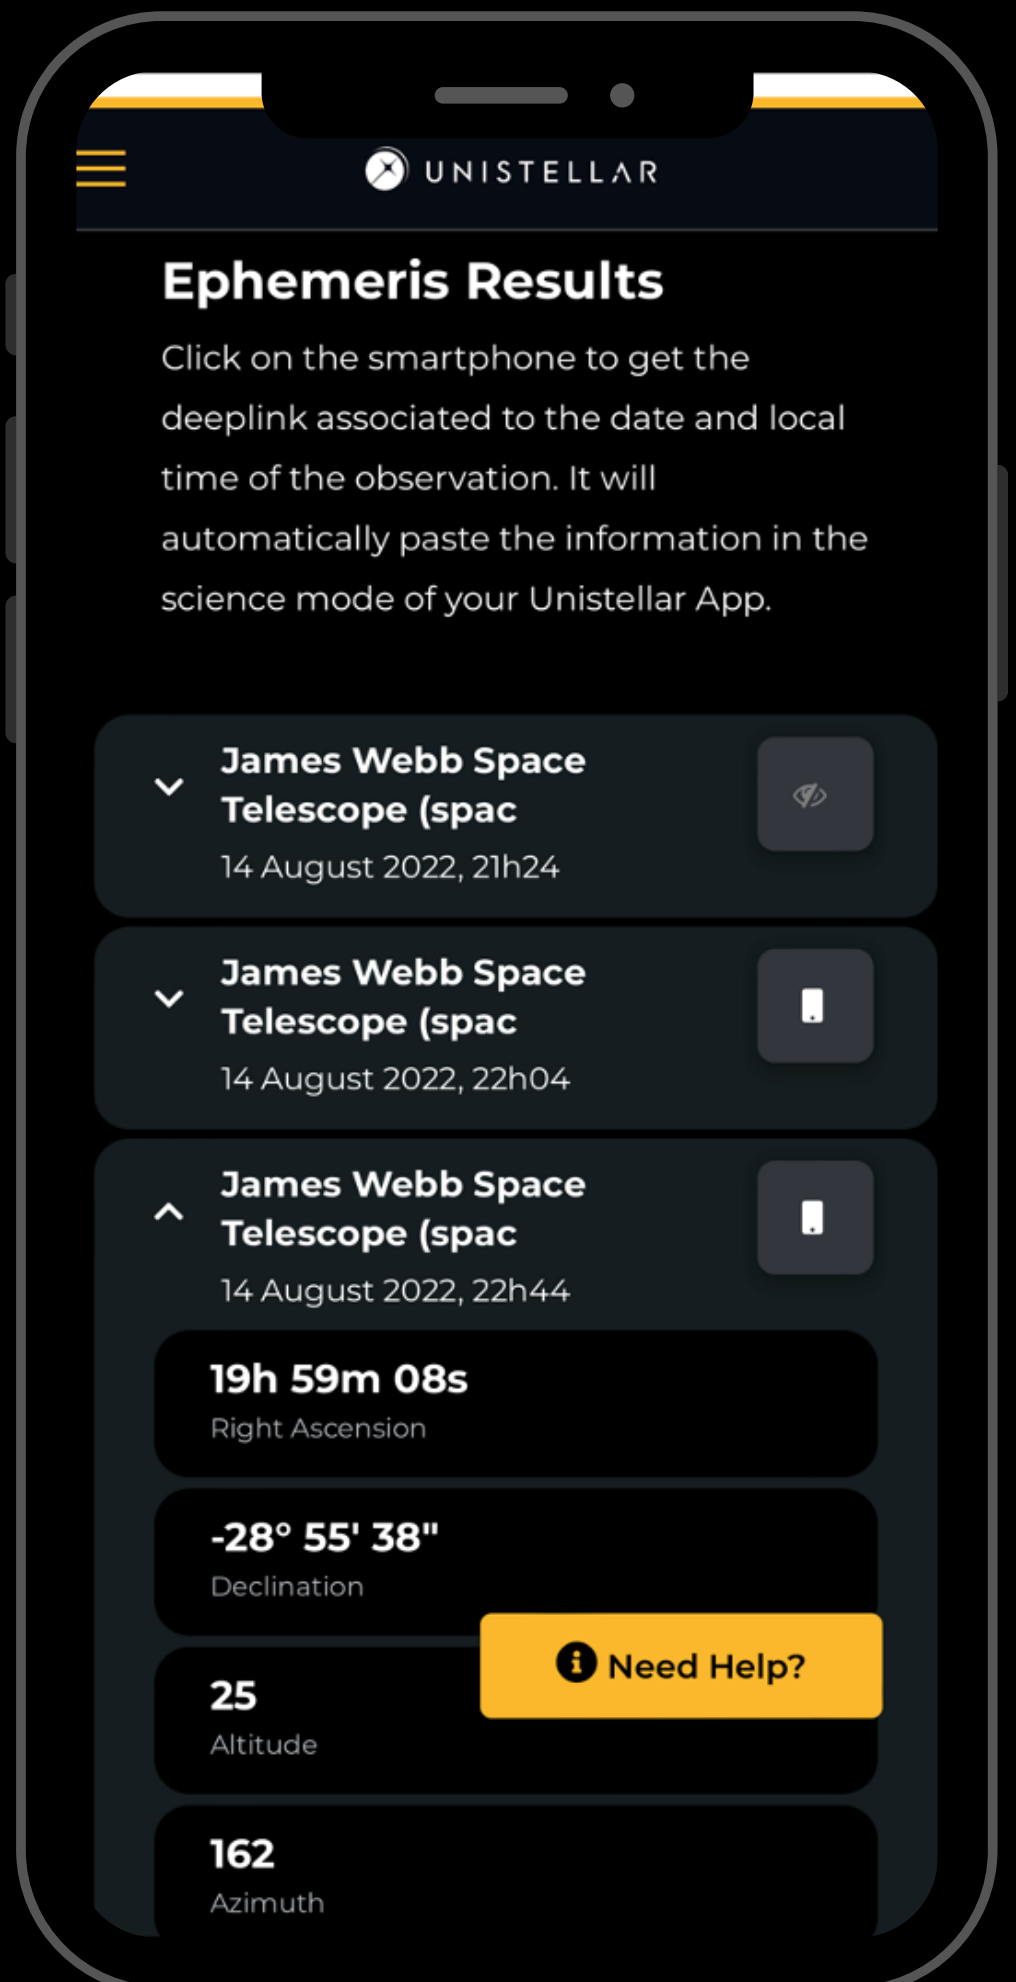 UNISTELLAR
Ephemeris Results
Click on the smartphone to get the
deeplink associated to the date and local
time of the observation. It will
automatically paste the information in the
science mode of your Unistellar App.
James Webb Space
Telescope (spac
14 August 2022, 21h24
James Webb Space
Telescope (spac
14 August 2022, 22h04
James Webb Space
Telescope (spac
14 August 2022, 22h44
19h 59m 08s
Right Ascension
-28° 55' 38"
Declination
Need Help?
25
Altitude
162
Azimuth